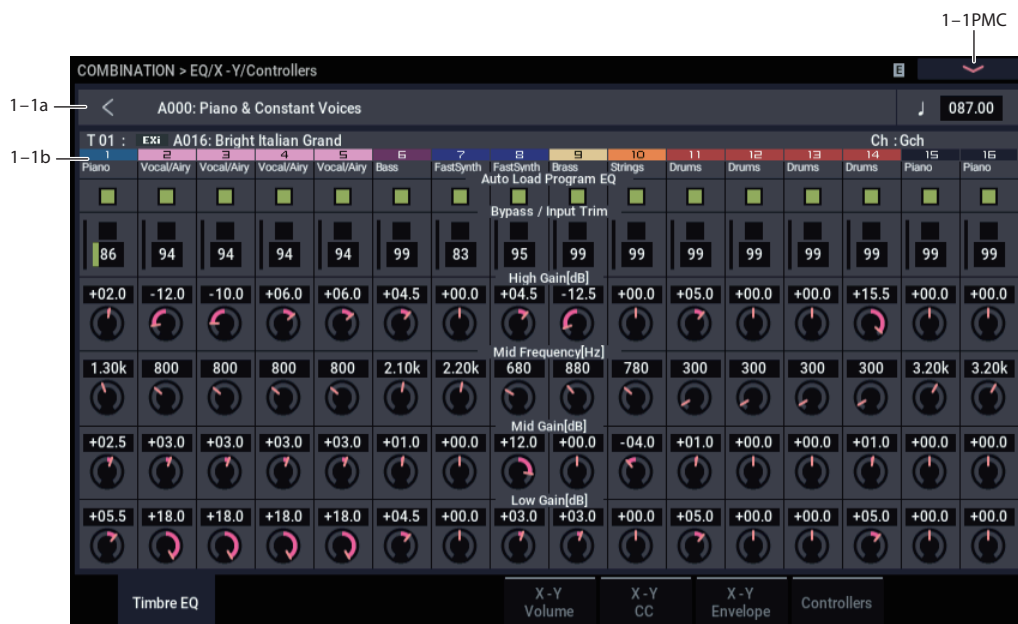 1–1PMC
COMBINATION > EQ/X -Y/Controllers E
1–1a
A000: Piano & Constant Voices ♩ 087.00
T 01 : EXi A016: Bright Italian Grand Ch : Gch
1–1b
1 2 3 4 5 6 7 8 9 10 11 12 13 14 15 16
Piano Vocal/Airy Vocal/Airy Vocal/Airy Vocal/Airy Bass FastSynth FastSynth Brass Strings Drums Drums Drums Drums Piano Piano
Auto Load Program EQ
Bypass / Input Trim
86 94 94 94 94 99 83 95 99 99 99 99 99 99 99 99
High Gain[dB]
+02.0 -12.0 -10.0 +06.0 +06.0 +04.5 +00.0 +04.5 -12.5 +00.0 +05.0 +00.0 +00.0 +15.5 +00.0 +00.0
Mid Frequency[Hz]
1.30k 800 800 800 800 2.10k 2.20k 680 880 780 300 300 300 300 3.20k 3.20k
Mid Gain[dB]
+02.5 +03.0 +03.0 +03.0 +03.0 +01.0 +00.0 +12.0 +00.0 -04.0 +01.0 +00.0 +00.0 +01.0 +00.0 +00.0
Low Gain[dB]
+05.5 +18.0 +18.0 +18.0 +18.0 +04.5 +00.0 +03.0 +03.0 +00.0 +05.0 +00.0 +00.0 +05.0 +00.0 +00.0
Timbre EQ
X -Y
Volume
X -Y
CC
X -Y
Envelope
Controllers